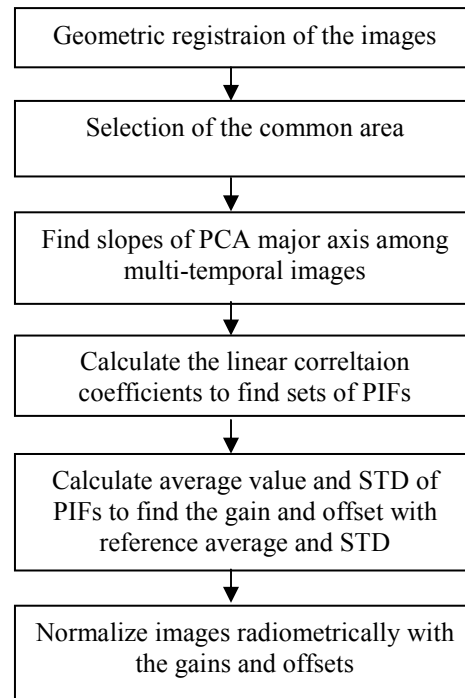 Geometric registraion of the images
Selection of the common area
Find slopes of PCA major axis among
multi-temporal images
Calculate the linear correltaion
coefficients to find sets of PIFs
Calculate average value and STD of
PIFs to find the gain and offset with
reference average and STD
Normalize images radiometrically with
the gains and offsets